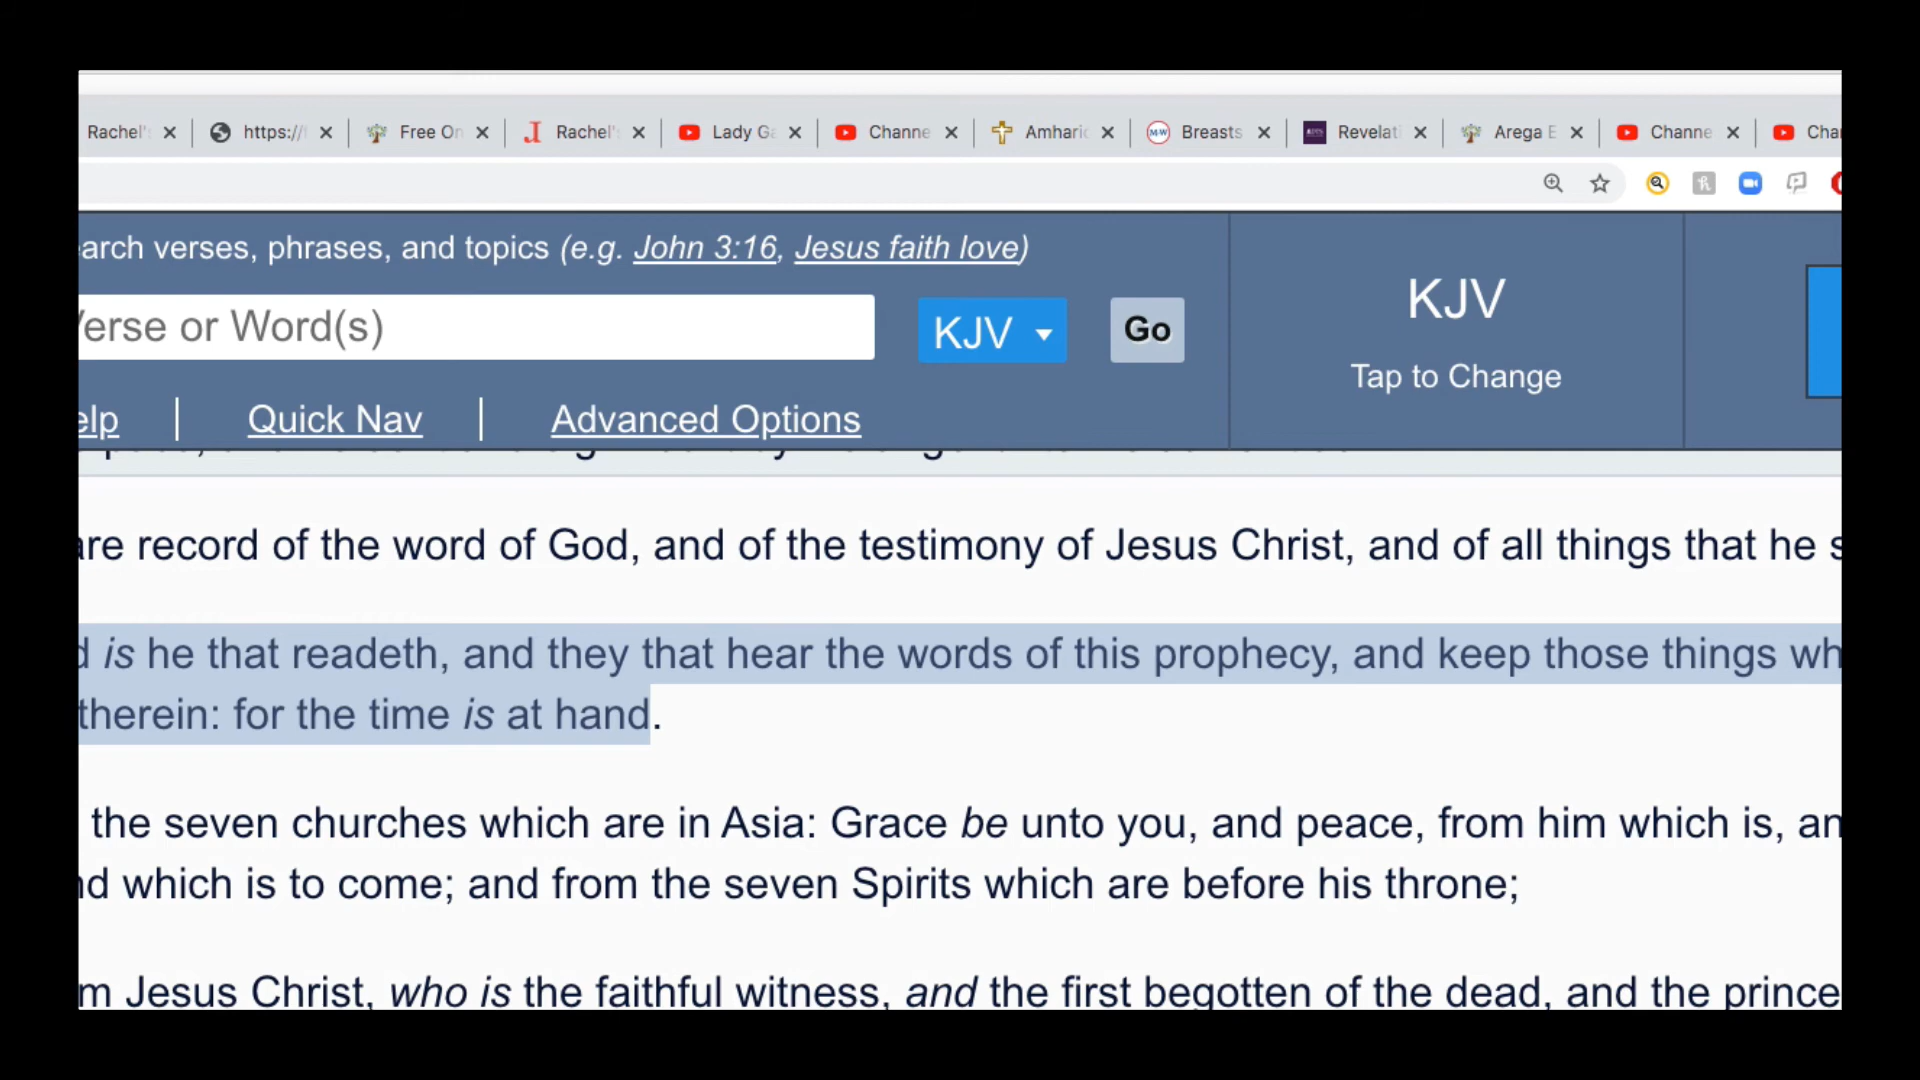 Rachel' https:// Free On Rachel's Lady Ga Channe Amharic M-W Breasts Revelati Arega E Channe Cha
arch verses, phrases, and topics (e.g. John 3:16, Jesus faith love)
Verse or Word(s) KJV Go
KJV
Tap to Change
elp | Quick Nav | Advanced Options
are record of the word of God, and of the testimony of Jesus Christ, and of all things that he s
d is he that readeth, and they that hear the words of this prophecy, and keep those things wh
therein: for the time is at hand.
the seven churches which are in Asia: Grace be unto you, and peace, from him which is, an
nd which is to come; and from the seven Spirits which are before his throne;
m Jesus Christ, who is the faithful witness, and the first begotten of the dead, and the prince